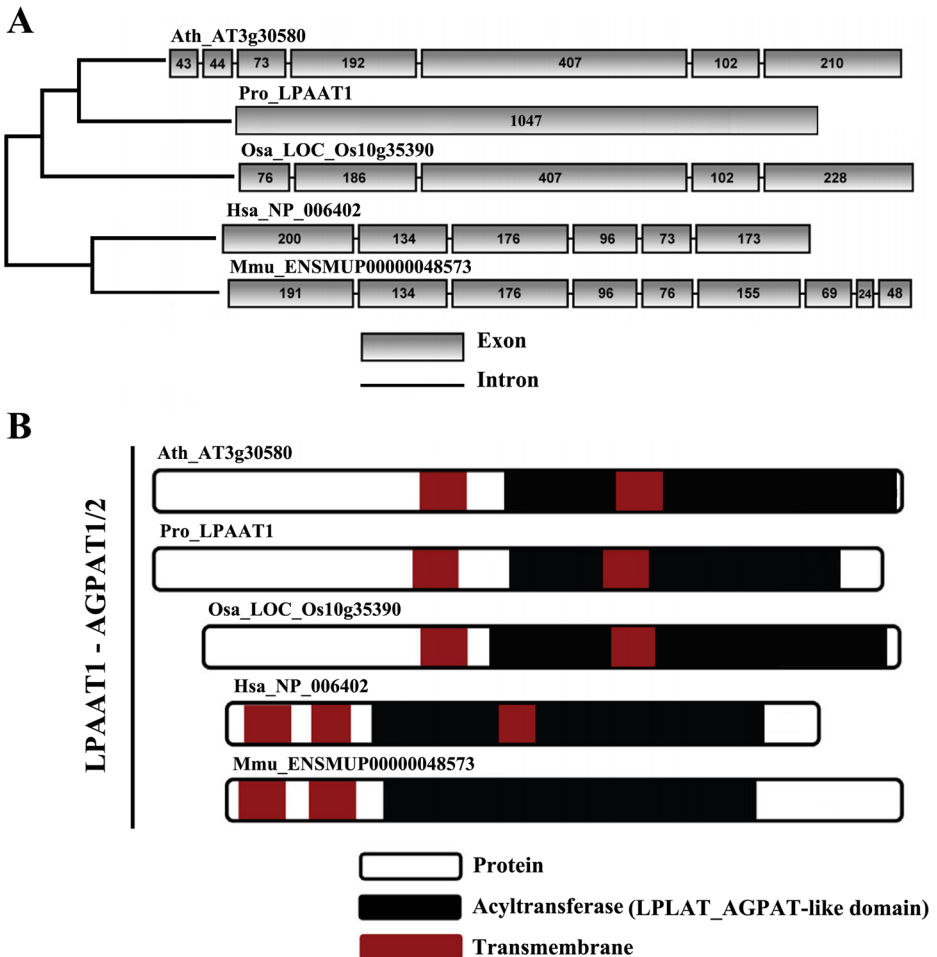 A
Ath_AT3g30580
43 44 73 192 407 102 210
Pro_LPAAT1
1047
Osa_LOC_Os10g35390
76 186 407 102 228
Hsa_NP_006402
200 134 176 96 73 173
Mmu_ENSMUP00000048573
191 134 176 96 76 155 69 24 48
Exon
Intron
B
LPAAT1 - AGPAT1/2
Ath_AT3g30580
Pro_LPAAT1
Osa_LOC_Os10g35390
Hsa_NP_006402
Mmu_ENSMUP00000048573
Protein
Acyltransferase (LPLAT_AGPAT-like domain)
Transmembrane